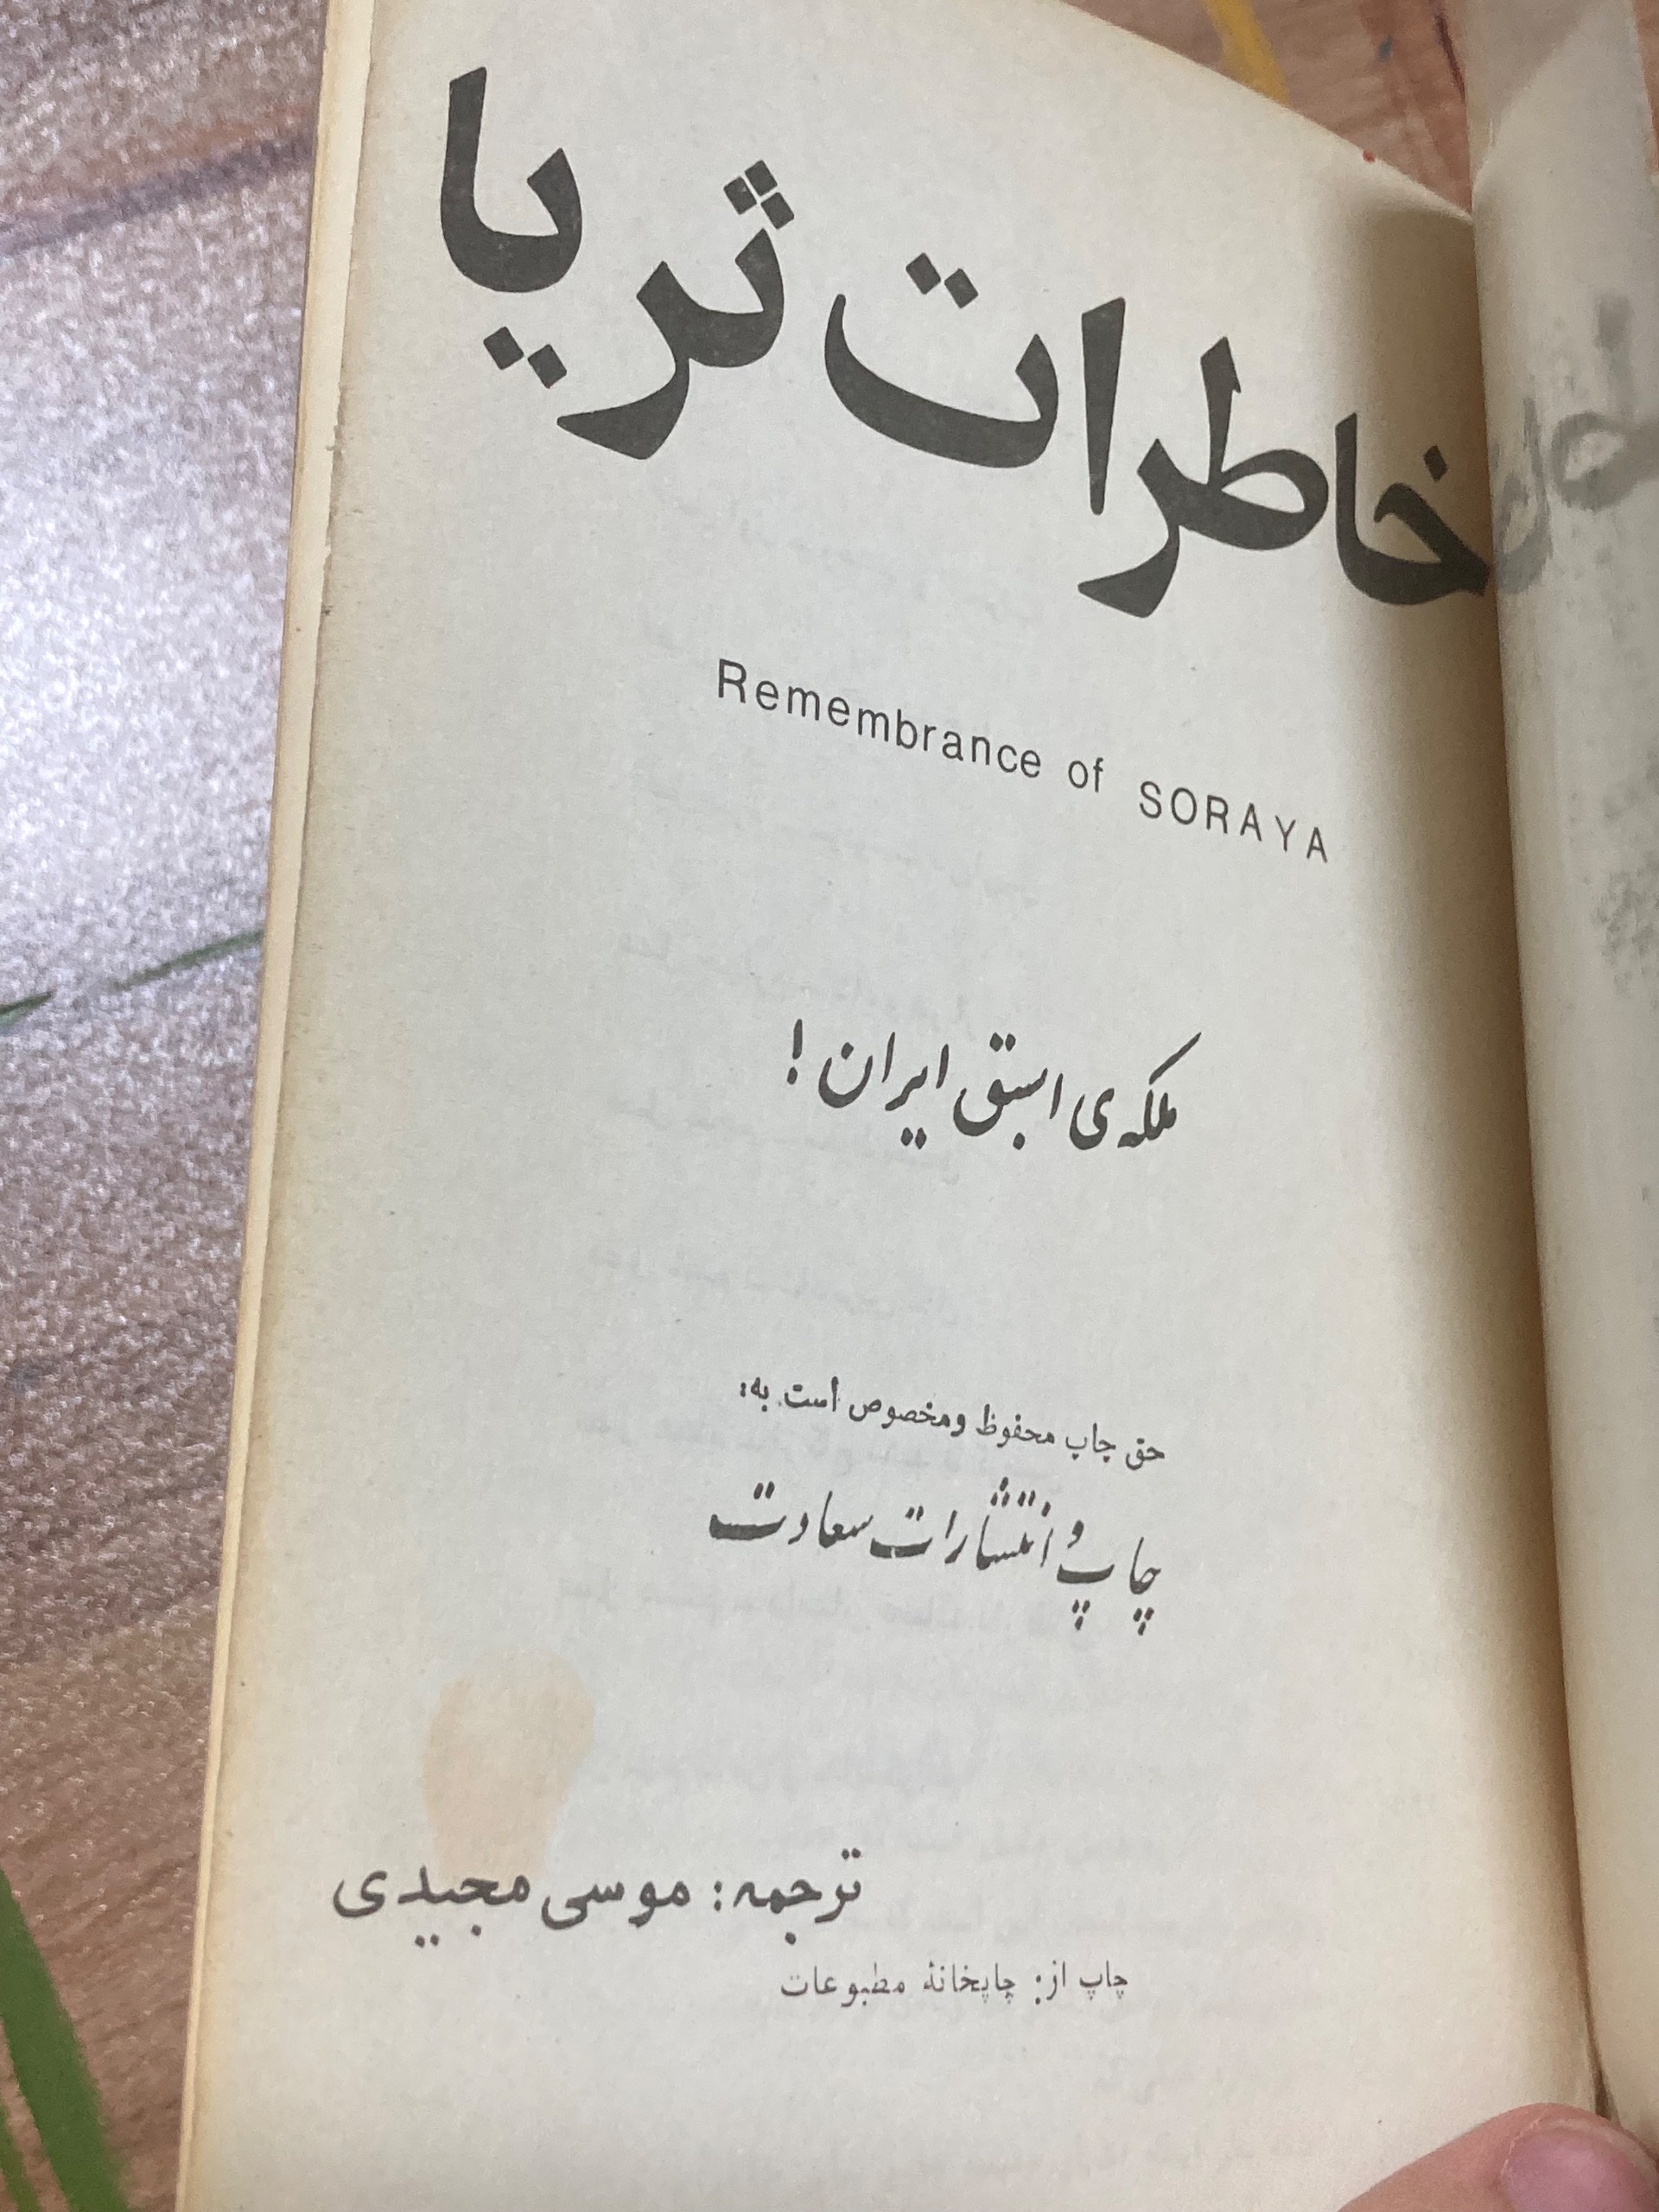 خاطرات ثریا
Remembrance of SORAYA
ملکه‌ی اسبق ایران !
حق چاپ محفوظ ومخصوص است به:
چاپ و انتشارات سعادت
ترجمه: موسی مجیدی
چاپ از: چاپخانهٔ مطبوعات